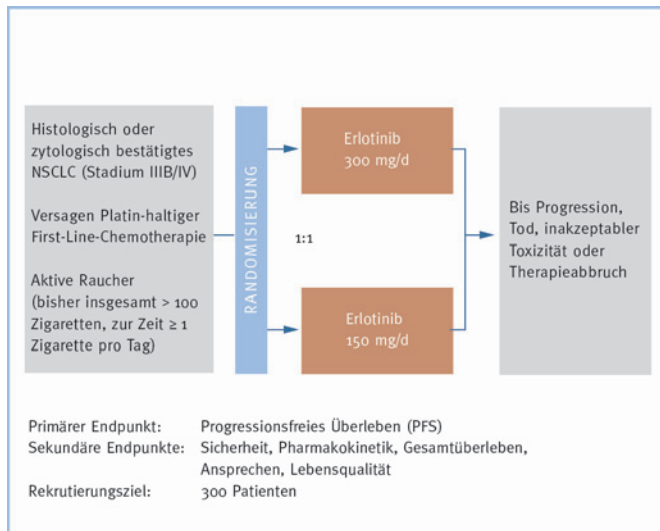 Histologisch oder
zytologisch bestätigtes
NSCLC (Stadium IIIB/IV)
Versagen Platin-haltiger
First-Line-Chemotherapie
Aktive Raucher
(bisher insgesamt > 100
Zigaretten, zur Zeit ≥ 1
Zigarette pro Tag)
RANDOMISIERUNG
Erlotinib
300 mg/d
1:1
Erlotinib
150 mg/d
Bis Progression,
Tod, inakzeptabler
Toxizität oder
Therapieabbruch
Primärer Endpunkt: Progressionsfreies Überleben (PFS)
Sekundäre Endpunkte: Sicherheit, Pharmakokinetik, Gesamtüberleben,
Ansprechen, Lebensqualität
Rekrutierungsziel: 300 Patienten